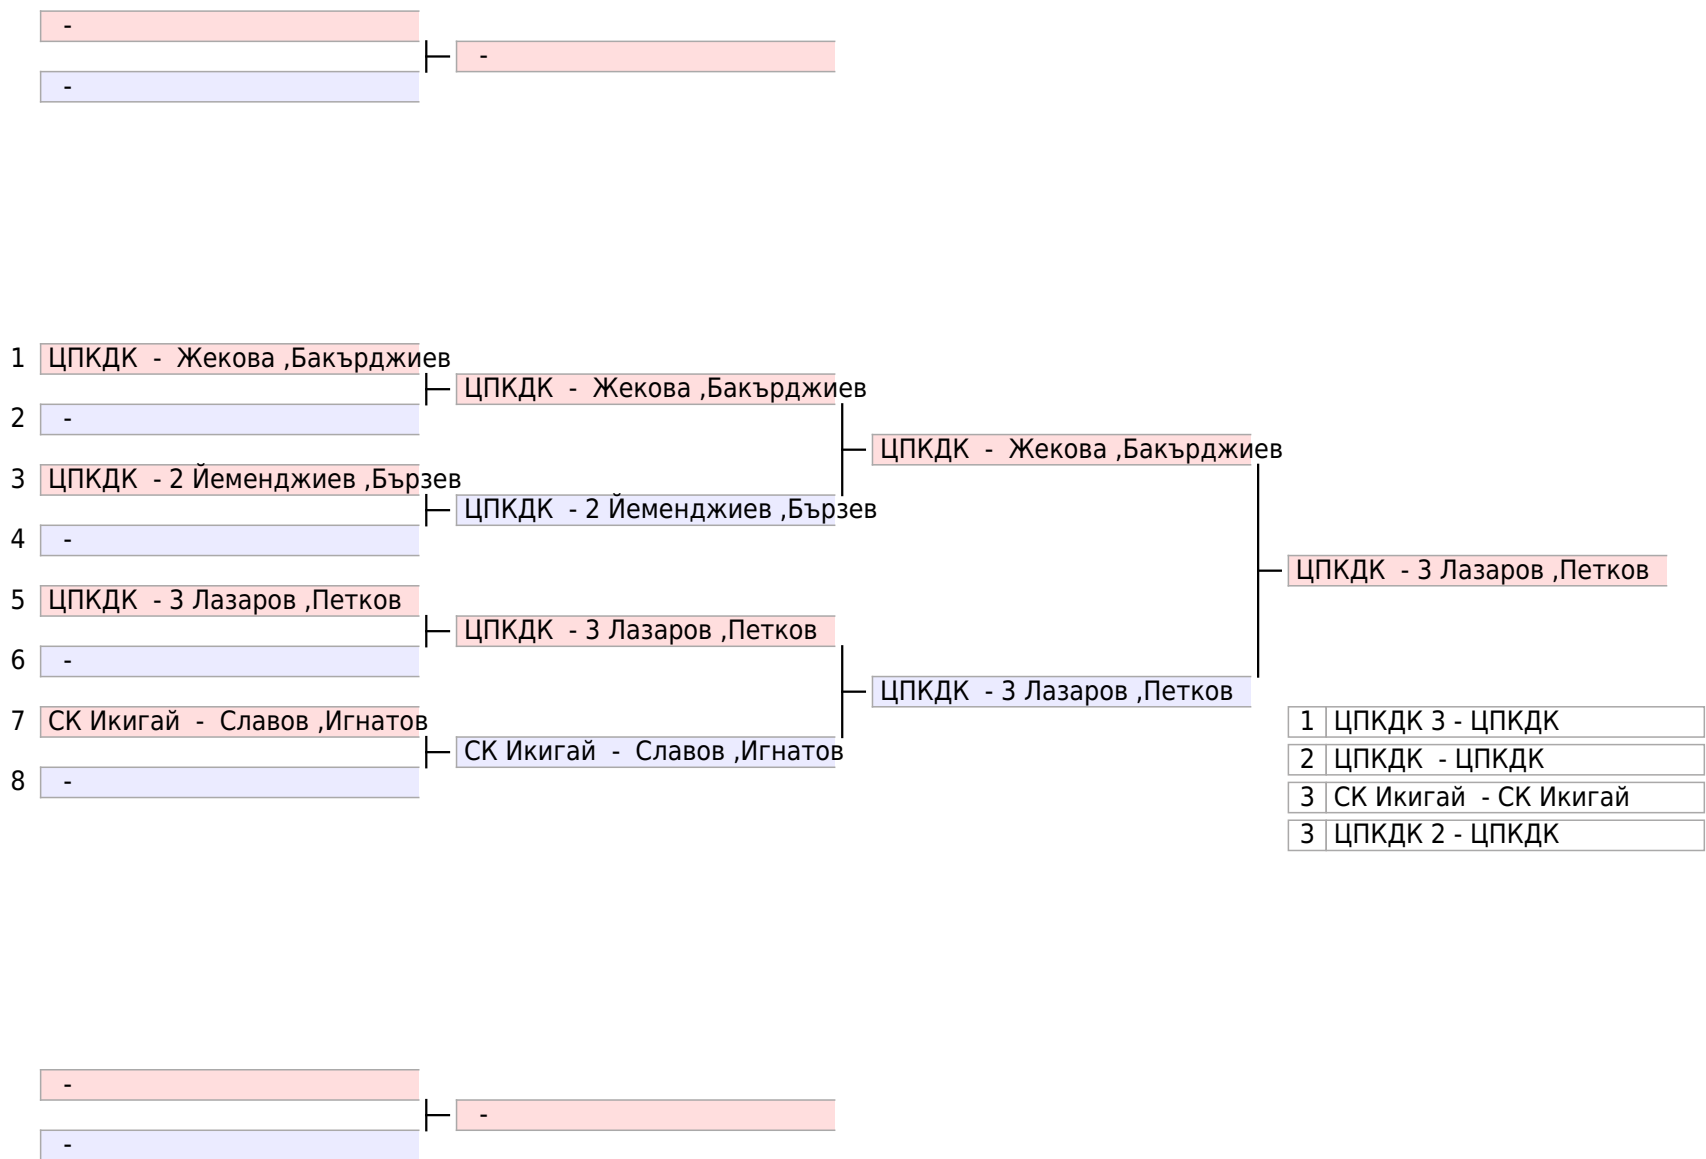 -
-
-
1 ЦПКДК - Жекова ,Бакърджиев
ЦПКДК - Жекова ,Бакърджиев
2 -
ЦПКДК - Жекова ,Бакърджиев
3 ЦПКДК - 2 Йеменджиев ,Бързев
ЦПКДК - 2 Йеменджиев ,Бързев
4 -
ЦПКДК - 3 Лазаров ,Петков
5 ЦПКДК - 3 Лазаров ,Петков
ЦПКДК - 3 Лазаров ,Петков
6 -
ЦПКДК - 3 Лазаров ,Петков
7 СК Икигай - Славов ,Игнатов
СК Икигай - Славов ,Игнатов
8 -
1 ЦПКДК 3 - ЦПКДК
2 ЦПКДК - ЦПКДК
3 СК Икигай - СК Икигай
3 ЦПКДК 2 - ЦПКДК
-
-
-